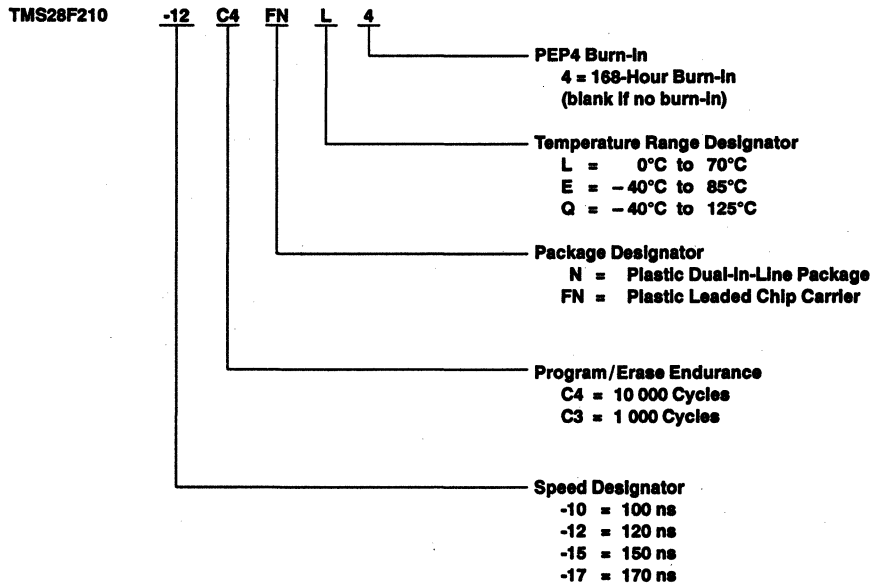 TMS28F210 -12 C4 FN L 4
PEP4 Burn-In
4 = 168-Hour Burn-In
(blank if no burn-in)
Temperature Range Designator
L = 0°C to 70°C
E = – 40°C to 85°C
Q = – 40°C to 125°C
Package Designator
N = Plastic Dual-In-Line Package
FN = Plastic Leaded Chip Carrier
Program/Erase Endurance
C4 = 10 000 Cycles
C3 = 1 000 Cycles
Speed Designator
-10 = 100 ns
-12 = 120 ns
-15 = 150 ns
-17 = 170 ns